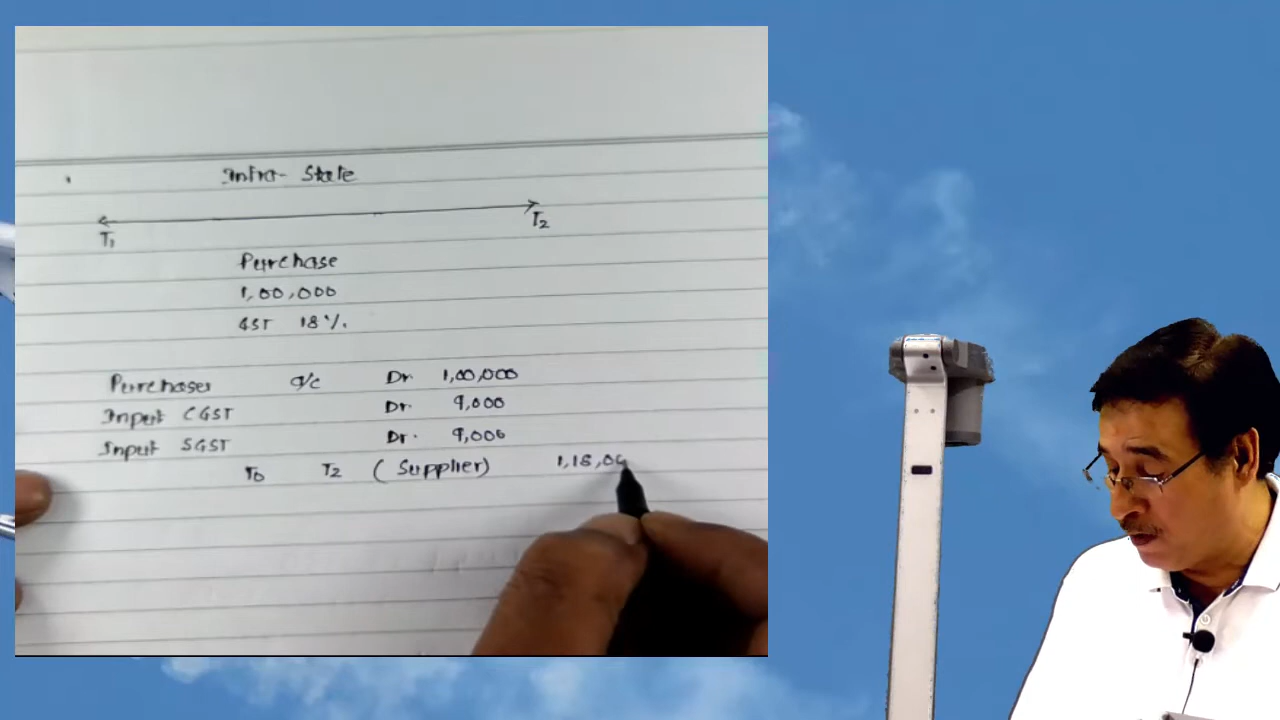 Intra- State
T1 T2
Purchase
1,00,000
GST 18%.
Purchases a/c Dr. 1,00,000
Input CGST Dr. 9,000
Input SGST Dr. 9,000
To T2 (Supplier) 1,18,00